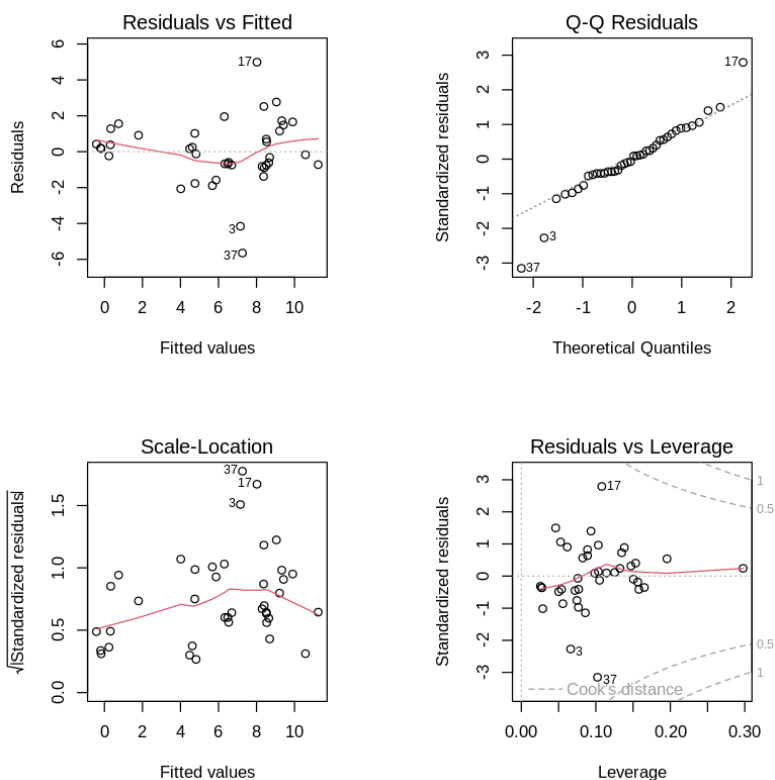 Residuals vs Fitted
Residuals
6
4
2
0
-2
-4
-6
17
3
37
0 2 4 6 8 10
Fitted values
Q-Q Residuals
Standardized residuals
3
2
1
0
-1
-2
-3
17
3
37
-2 -1 0 1 2
Theoretical Quantiles
Scale-Location
√|Standardized residuals|
1.5
1.0
0.5
0.0
37
17
3
0 2 4 6 8 10
Fitted values
Residuals vs Leverage
Standardized residuals
3
2
1
0
-1
-2
-3
17
3
37
1
0.5
0.5
1
Cook's distance
0.00 0.10 0.20 0.30
Leverage